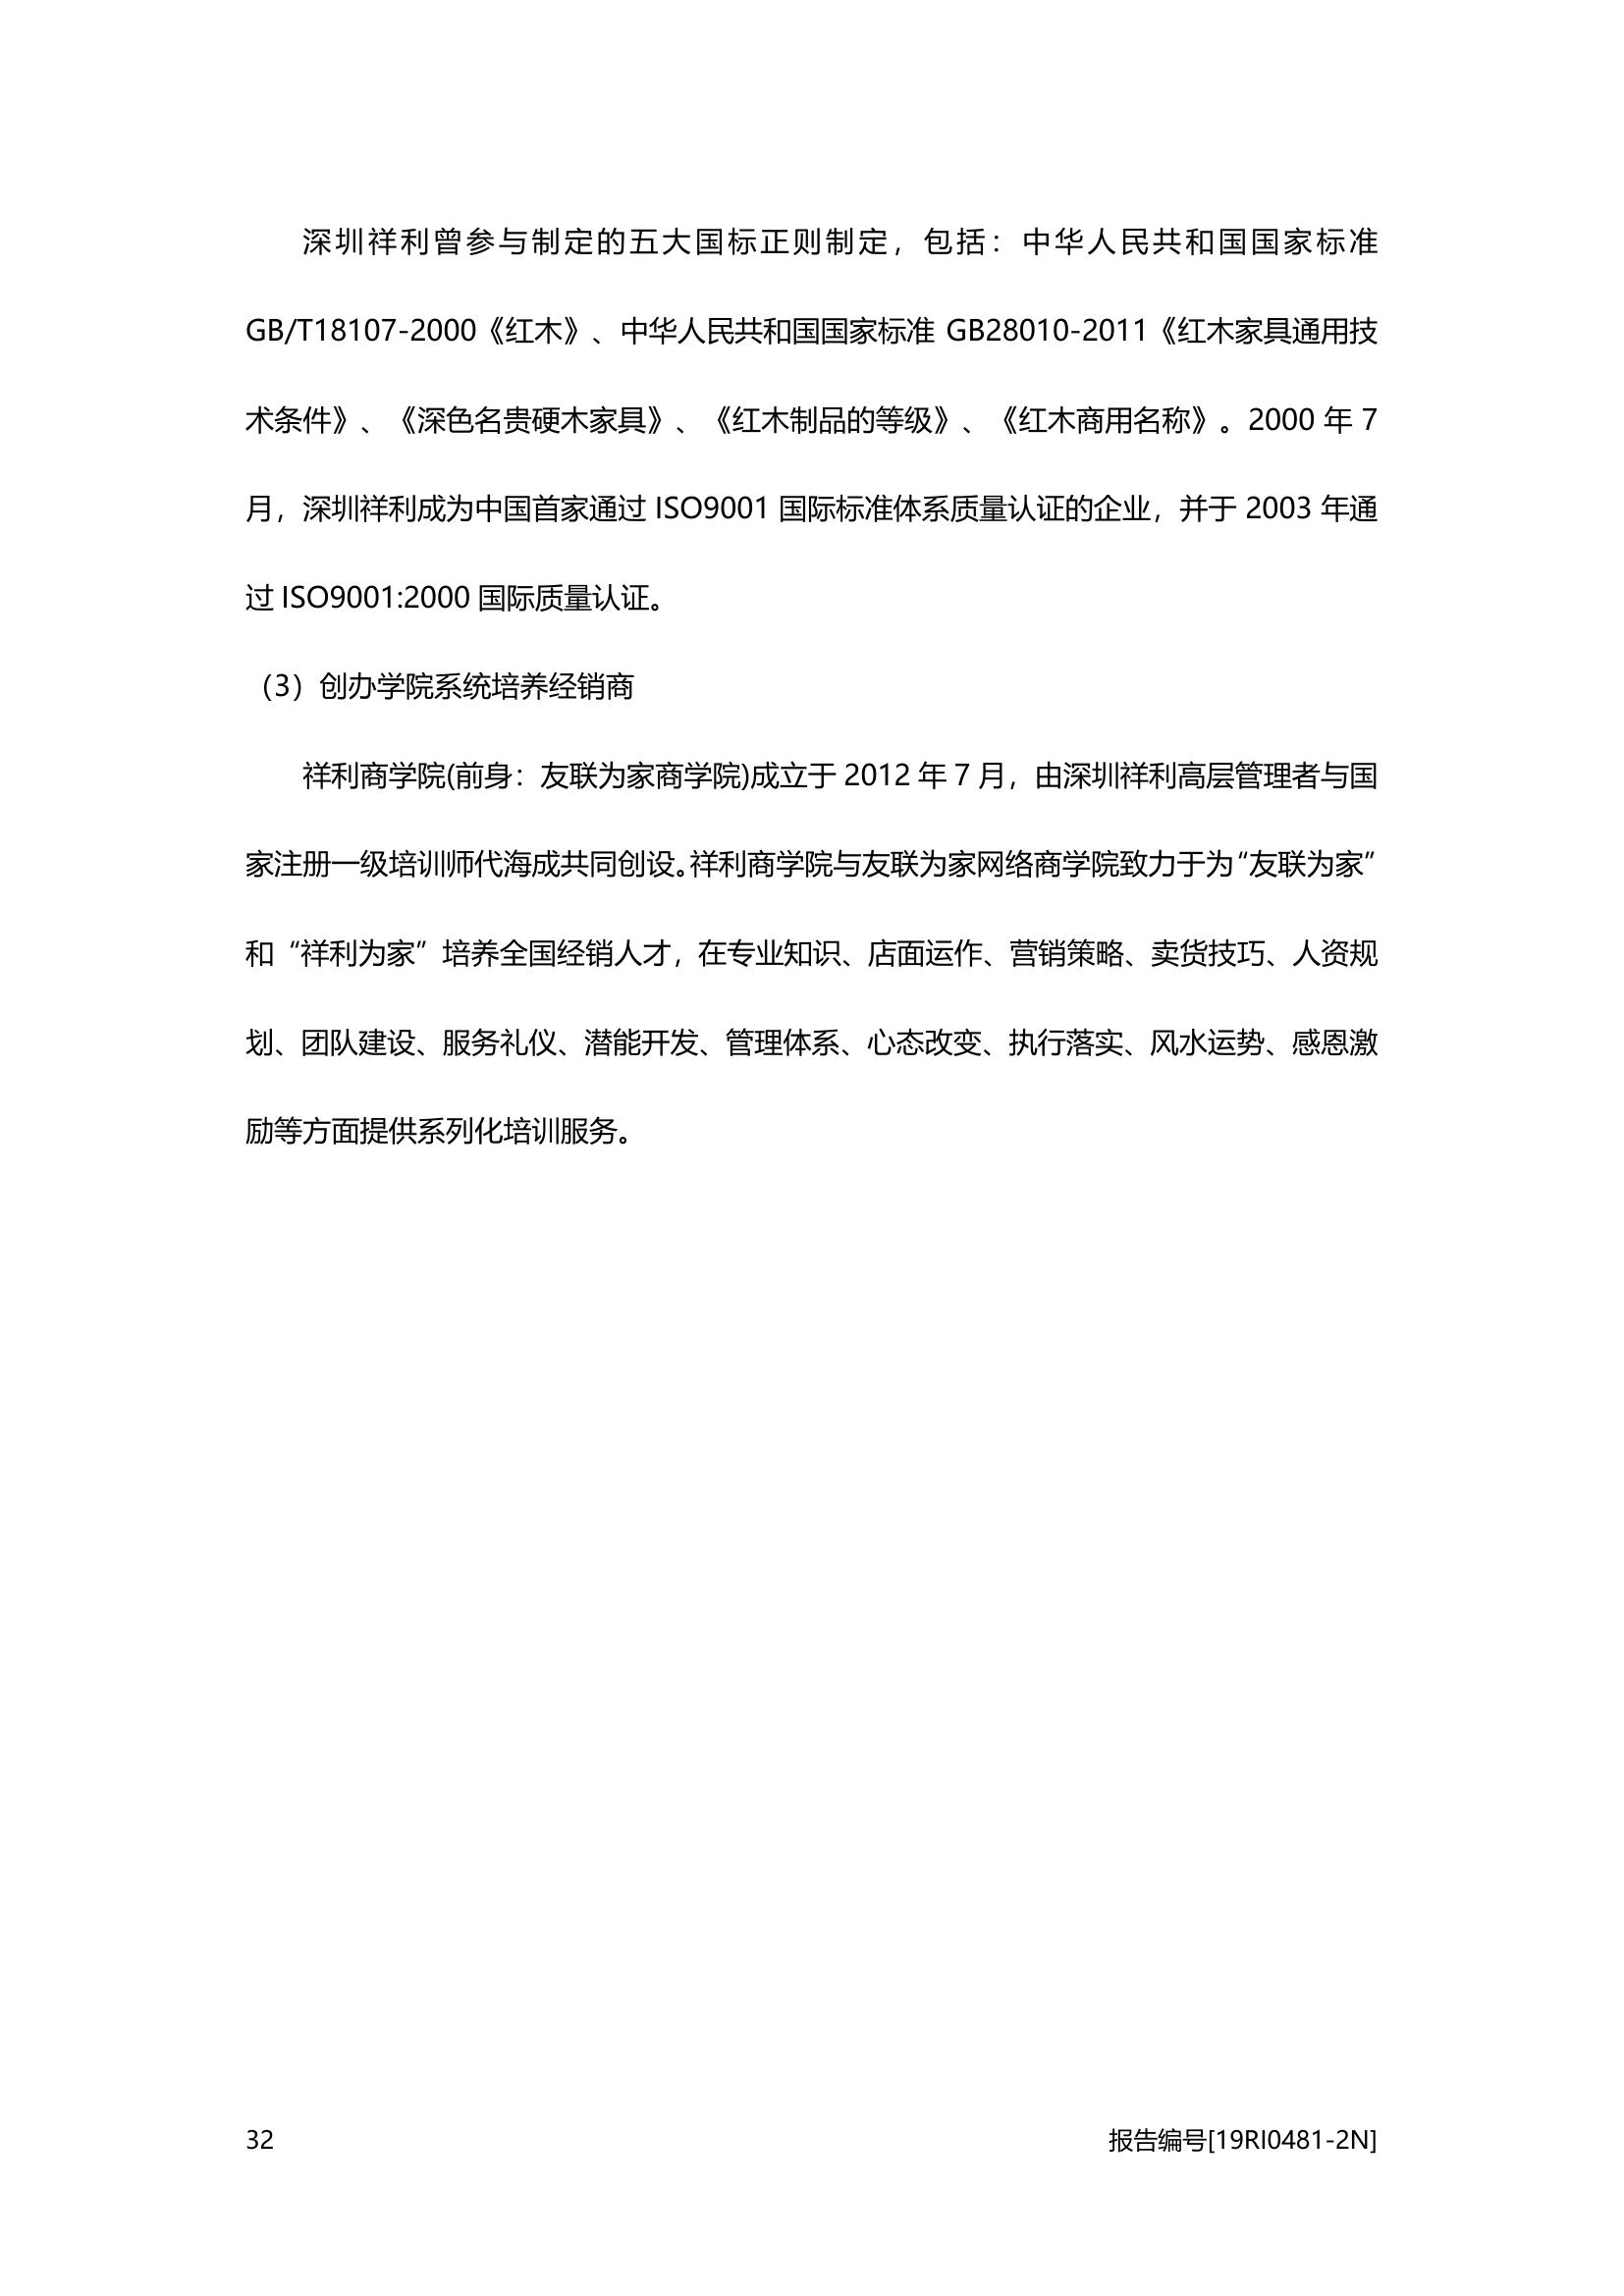 深圳祥利曾参与制定的五大国标正则制定，包括：中华人民共和国国家标准
GB/T18107-2000《红木》、中华人民共和国国家标准 GB28010-2011《红木家具通用技
术条件》、《深色名贵硬木家具》、《红木制品的等级》、《红木商用名称》。2000 年 7
月，深圳祥利成为中国首家通过 ISO9001 国际标准体系质量认证的企业，并于 2003 年通
过 ISO9001:2000 国际质量认证。
（3）创办学院系统培养经销商
祥利商学院(前身：友联为家商学院)成立于 2012 年 7 月，由深圳祥利高层管理者与国
家注册一级培训师代海成共同创设。祥利商学院与友联为家网络商学院致力于为“友联为家”
和“祥利为家”培养全国经销人才，在专业知识、店面运作、营销策略、卖货技巧、人资规
划、团队建设、服务礼仪、潜能开发、管理体系、心态改变、执行落实、风水运势、感恩激
励等方面提供系列化培训服务。
32 报告编号[19RI0481-2N]